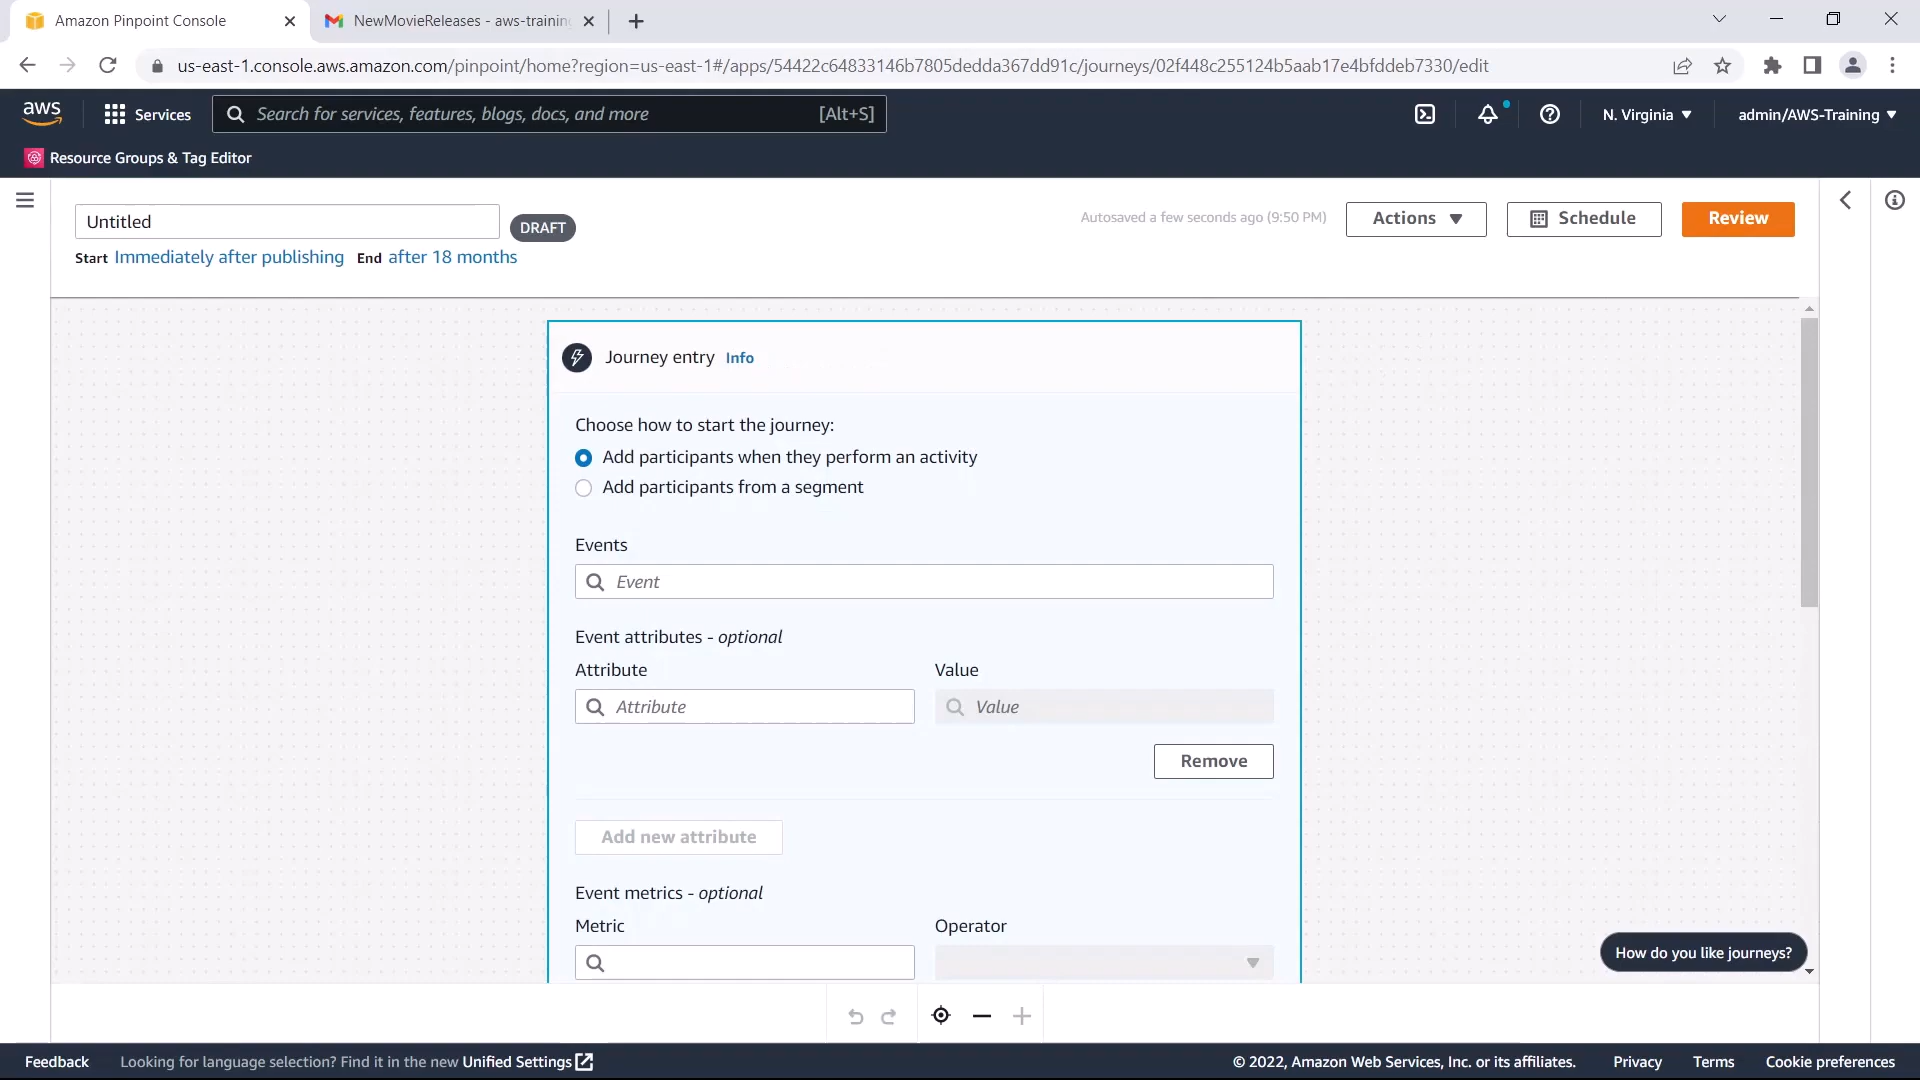 Amazon Pinpoint Console
NewMovieReleases - aws-training
us-east-1.console.aws.amazon.com/pinpoint/home?region=us-east-1#/apps/54422c64833146b7805dedda367dd91c/journeys/02f448c255124b5aab17e4bfddeb7330/edit
aws
Services
Search for services, features, blogs, docs, and more
[Alt+S]
N. Virginia
admin/AWS-Training
Resource Groups & Tag Editor
Untitled
DRAFT
Autosaved a few seconds ago (9:50 PM)
Actions
Schedule
Review
Start Immediately after publishing End after 18 months
Journey entry Info
Choose how to start the journey:
Add participants when they perform an activity
Add participants from a segment
Events
Event
Event attributes - optional
Attribute
Value
Attribute
Value
Remove
Add new attribute
Event metrics - optional
Metric
Operator
How do you like journeys?
Feedback
Looking for language selection? Find it in the new Unified Settings
© 2022, Amazon Web Services, Inc. or its affiliates.
Privacy
Terms
Cookie preferences